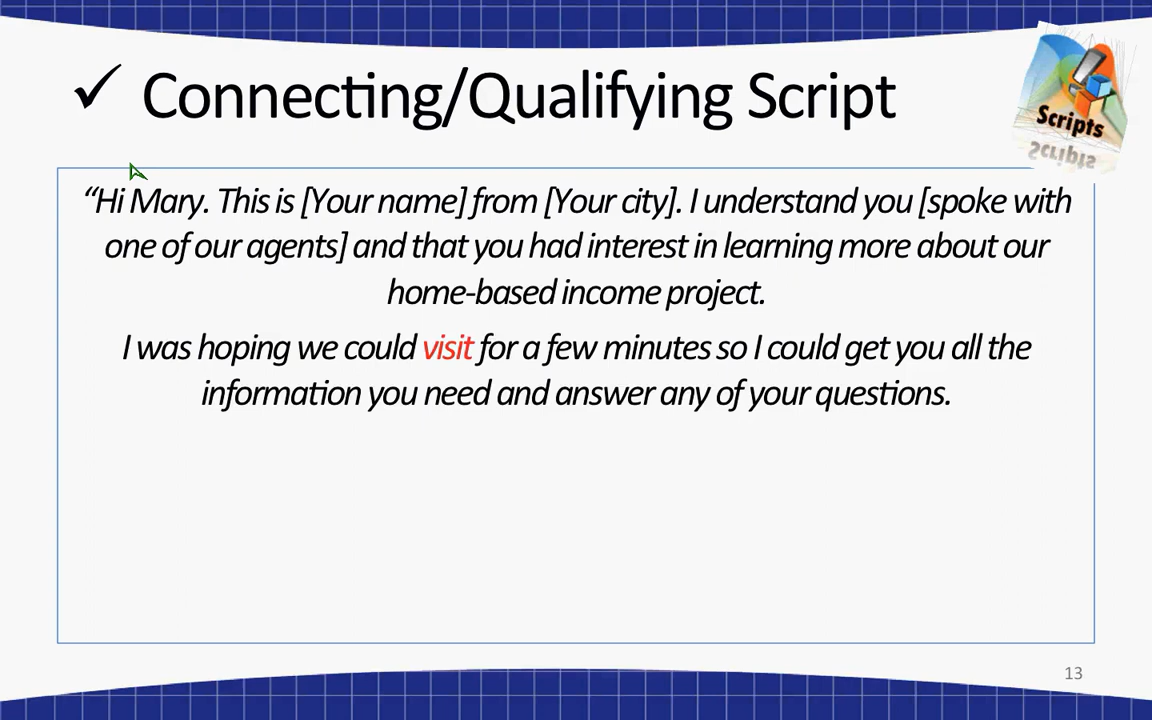 ✓ Connecting/Qualifying Script
Scripts
“Hi Mary. This is [Your name] from [Your city]. I understand you [spoke with
one of our agents] and that you had interest in learning more about our
home-based income project.
I was hoping we could visit for a few minutes so I could get you all the
information you need and answer any of your questions.
13